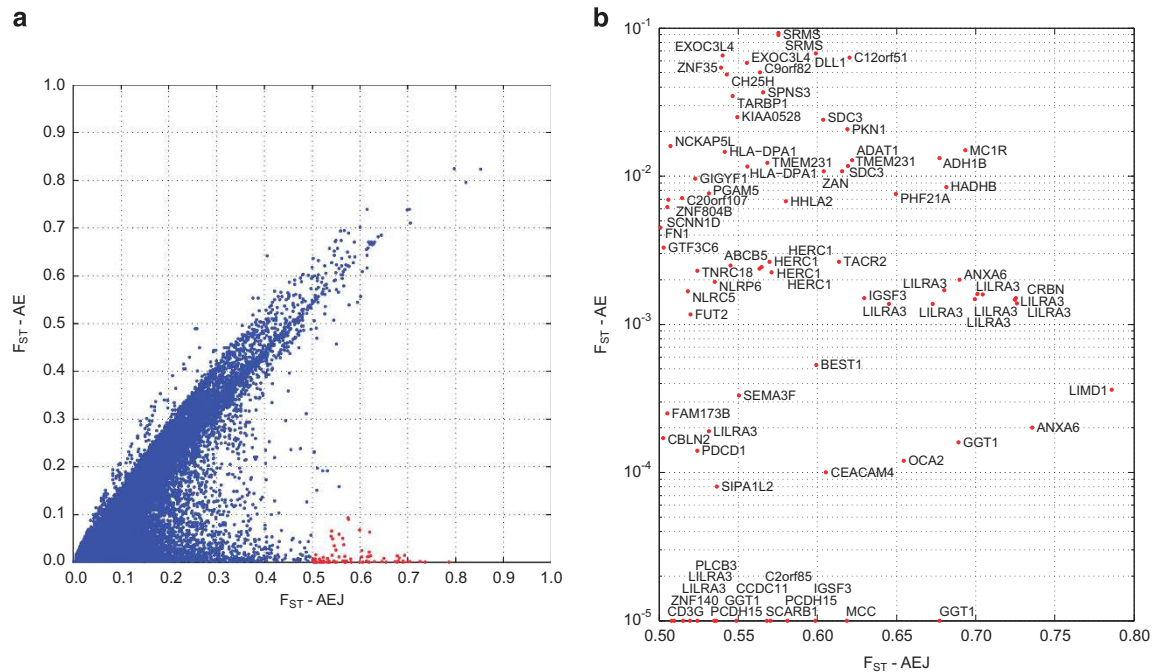 a
1.0
0.9
0.8
0.7
0.6
0.5
0.4
0.3
0.2
0.1
0.0
F_ST - AE
0.0 0.1 0.2 0.3 0.4 0.5 0.6 0.7 0.8 0.9 1.0
F_ST - AEJ
b
10^-1
10^-2
10^-3
10^-4
10^-5
F_ST - AE
SRMS
EXOC3L4 SRMS
EXOC3L4 DLL1 C12orf51
ZNF35 C9orf82
CH25H
SPNS3
TARBP1
KIAA0528 SDC3
PKN1
NCKAP5L
HLA-DPA1 ADAT1 MC1R
TMEM231 TMEM231 ADH1B
HLA-DPA1 SDC3
GIGYF1 ZAN HADHB
PGAM5
C20orf107 HHLA2 PHF21A
ZNF804B
SCNN1D
FN1
GTF3C6 ABCB5 HERC1
HERC1 TACR2
TNRC18 HERC1 ANXA6
NLRP6 HERC1 LILRA3 LILRA3 CRBN
NLRC5 IGSF3 LILRA3
FUT2 LILRA3 LILRA3 LILRA3 LILRA3
LILRA3
BEST1
SEMA3F LIMD1
FAM173B
LILRA3 ANXA6
CBLN2
PDCD1 GGT1
OCA2
CEACAM4
SIPA1L2
PLCB3
LILRA3 C2orf85
LILRA3 CCDC11 IGSF3
ZNF140 GGT1 PCDH15
CD3G PCDH15 SCARB1 MCC GGT1
0.50 0.55 0.60 0.65 0.70 0.75 0.80
F_ST - AEJ